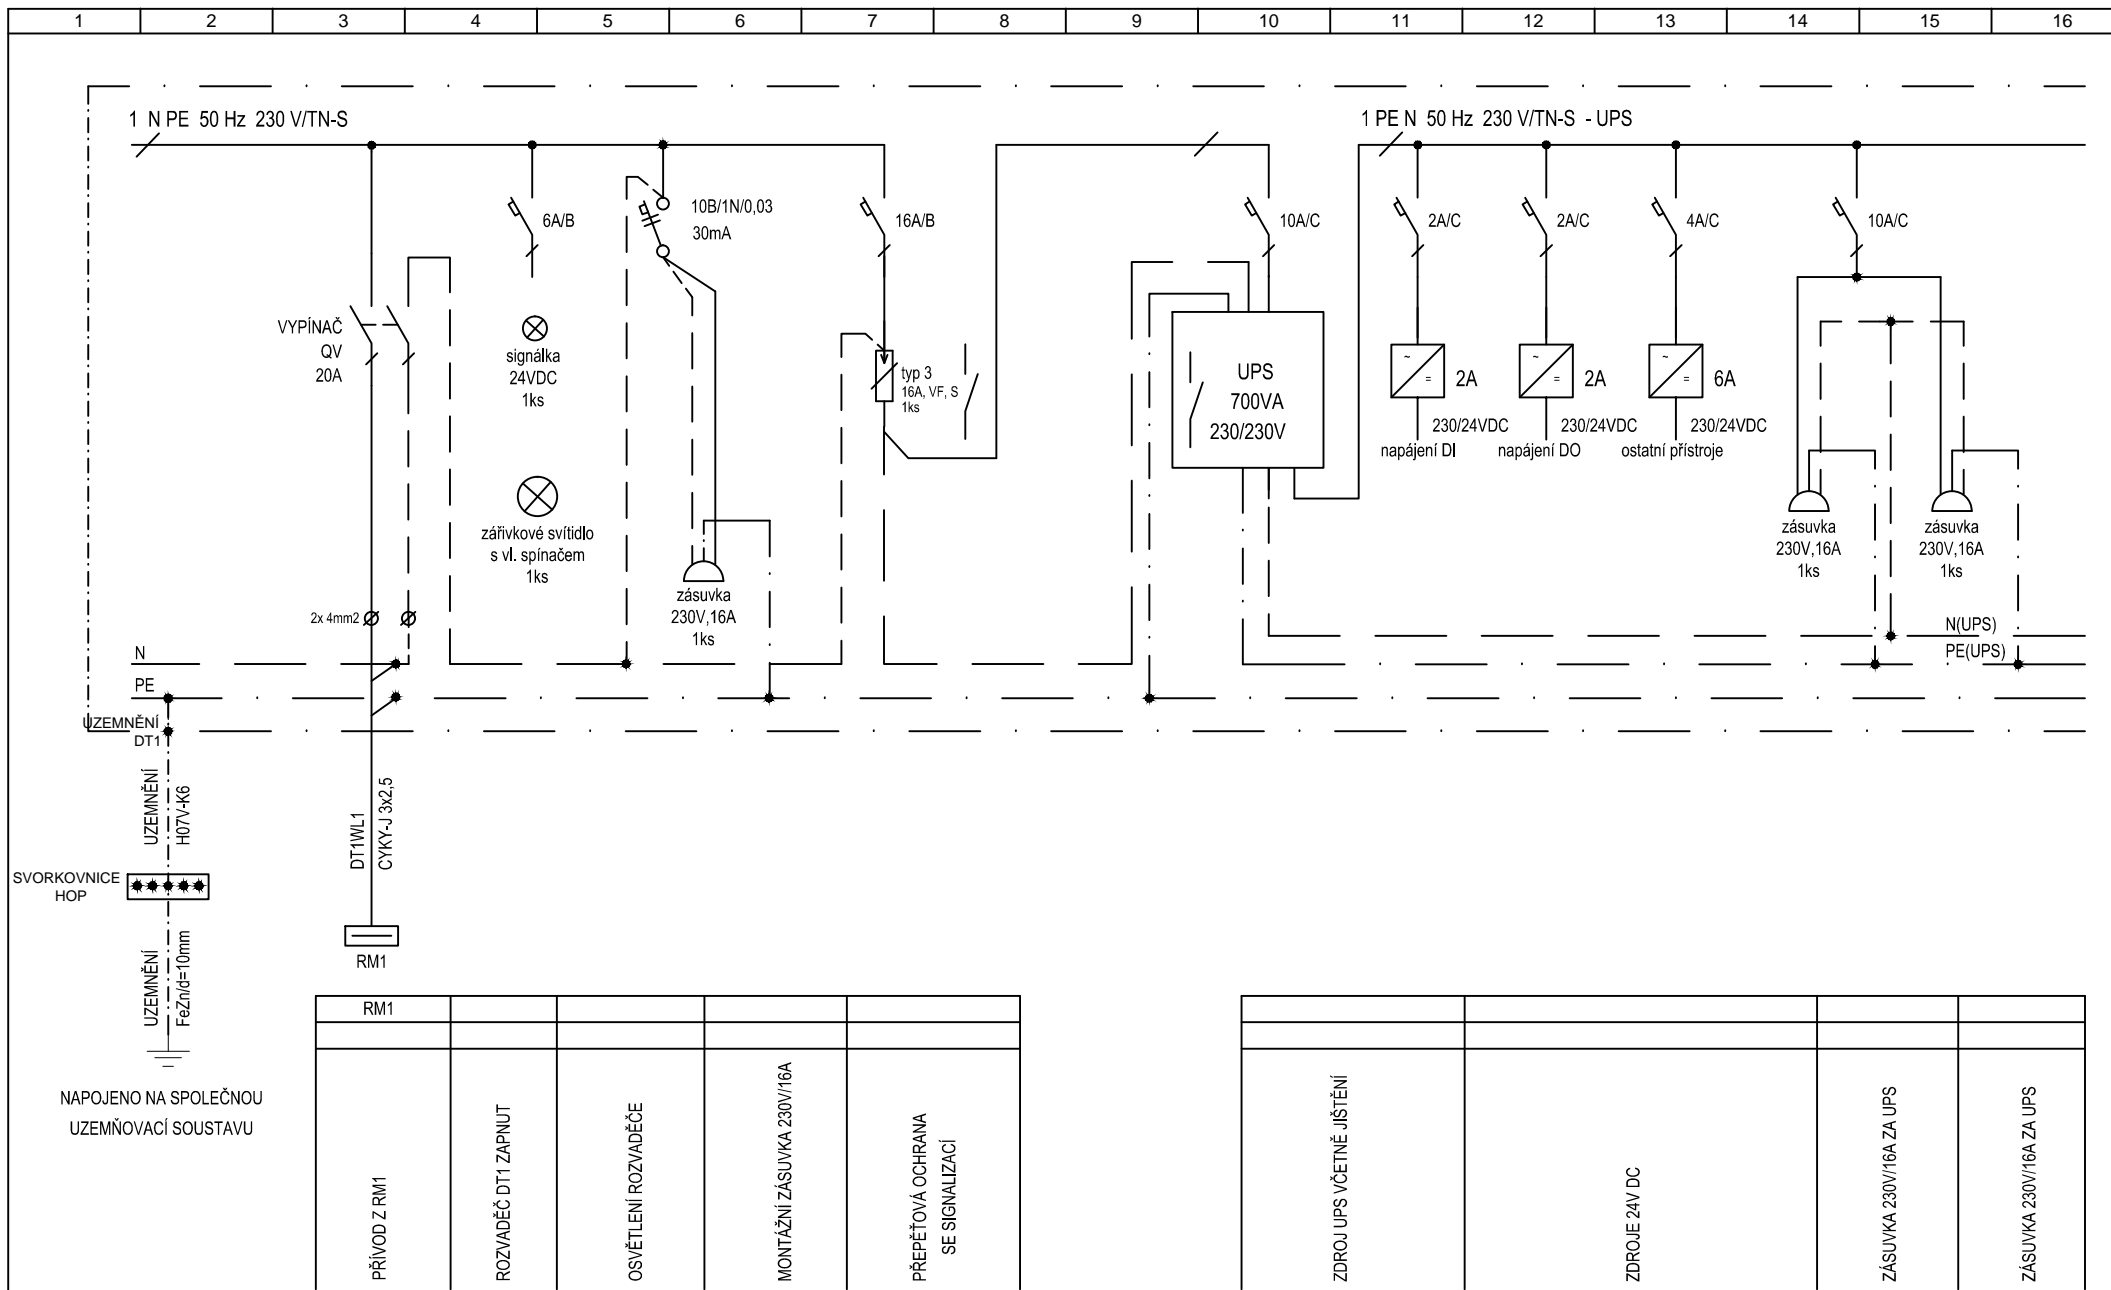 1 2 3 4 5 6 7 8 9 10 11 12 13 14 15 16
1 N PE 50 Hz 230 V/TN-S
1 PE N 50 Hz 230 V/TN-S - UPS
6A/B
10B/1N/0,03
30mA
16A/B
10A/C
2A/C
2A/C
4A/C
10A/C
VYPÍNAČ
QV
20A
signálka
24VDC
1ks
typ 3
16A, VF, S
1ks
UPS
700VA
230/230V
~
=
2A
230/24VDC
napájení DI
~
=
2A
230/24VDC
napájení DO
~
=
6A
230/24VDC
ostatní přístroje
zářivkové svítidlo
s vl. spínačem
1ks
zásuvka
230V,16A
1ks
zásuvka
230V,16A
1ks
zásuvka
230V,16A
1ks
2x 4mm2
N
PE
N(UPS)
PE(UPS)
UZEMNĚNÍ
DT1
UZEMNĚNÍ
H07V-K6
DT1WL1
CYKY-J 3x2,5
SVORKOVNICE
HOP
UZEMNĚNÍ
FeZn/d=10mm
RM1
NAPOJENO NA SPOLEČNOU
UZEMŇOVACÍ SOUSTAVU
RM1
PŘÍVOD Z RM1
ROZVADĚČ DT1 ZAPNUT
OSVĚTLENÍ ROZVADĚČE
MONTÁŽNÍ ZÁSUVKA 230V/16A
PŘEPĚŤOVÁ OCHRANA
SE SIGNALIZACÍ
ZDROJ UPS VČETNĚ JIŠTĚNÍ
ZDROJE 24V DC
ZÁSUVKA 230V/16A ZA UPS
ZÁSUVKA 230V/16A ZA UPS